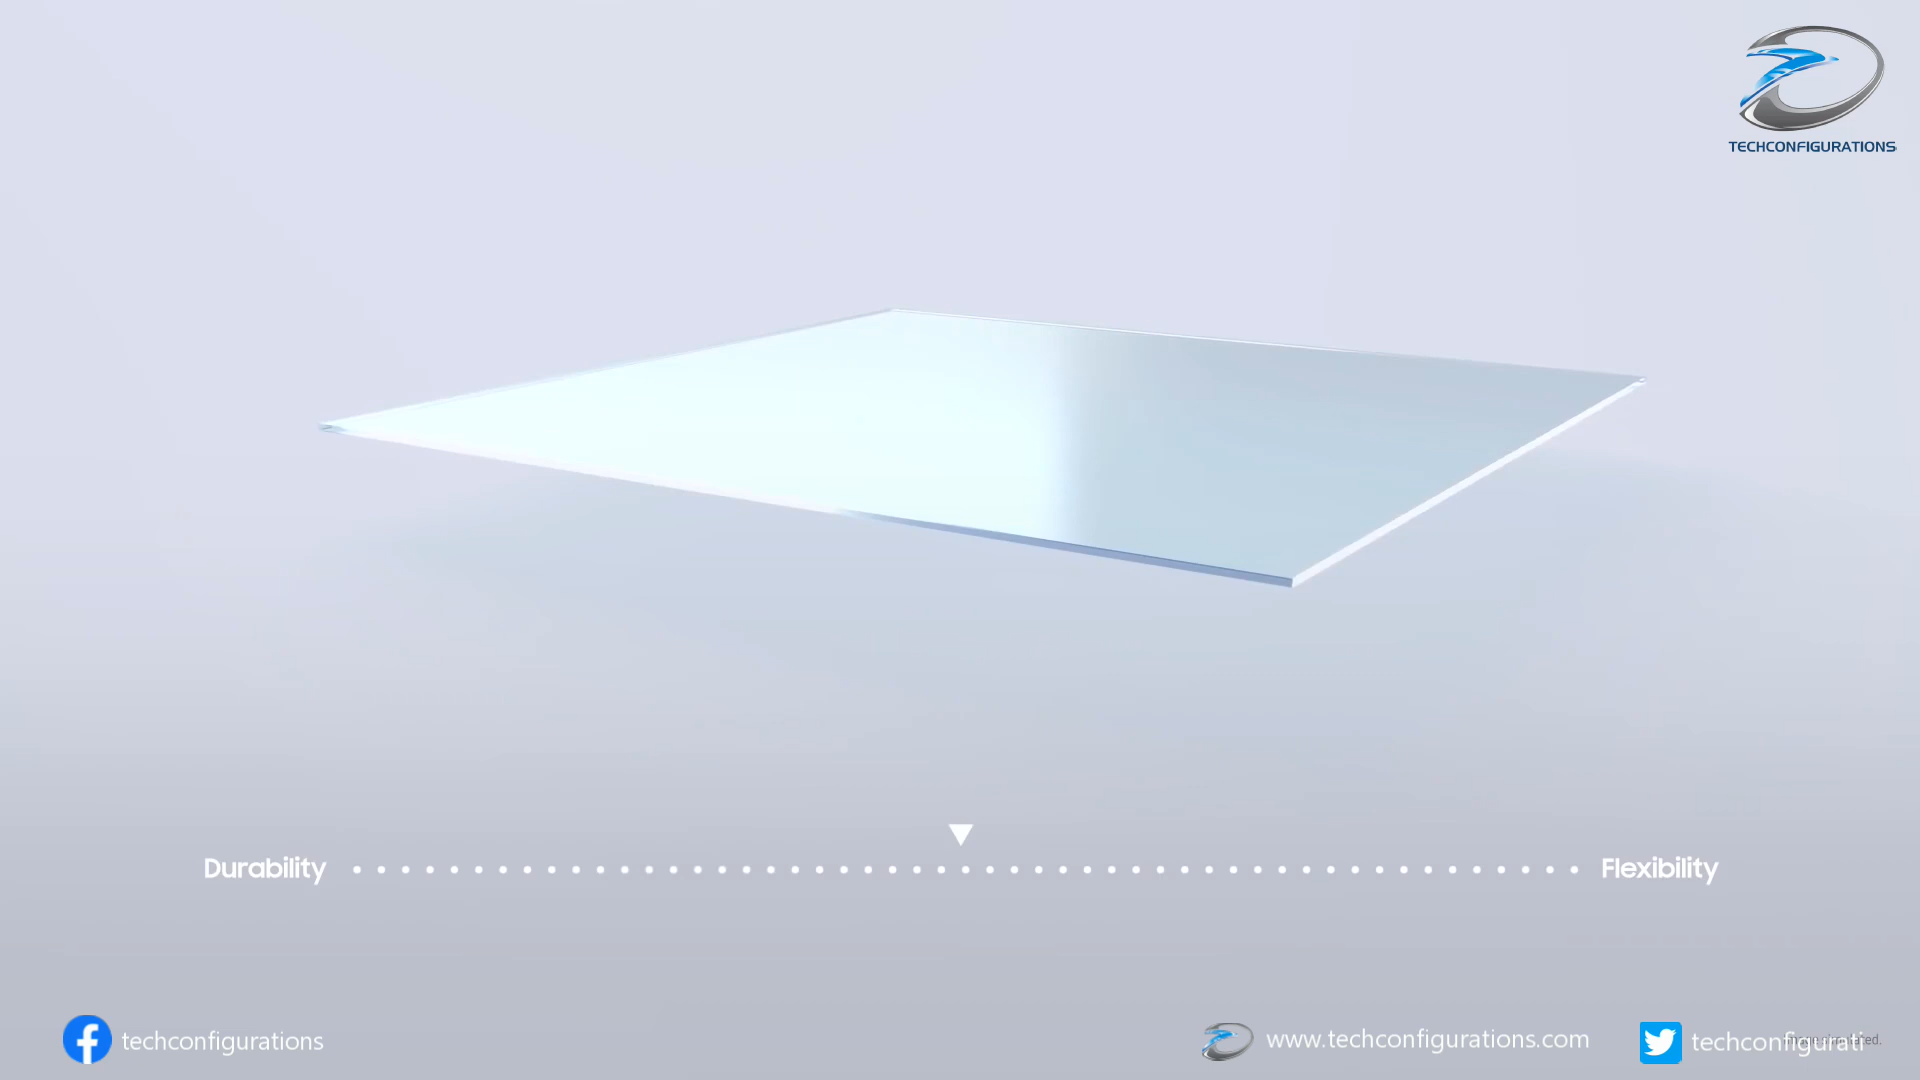 TECHCONFIGURATIONS
Durability
Flexibility
techconfigurations
www.techconfigurations.com
techconfigurati